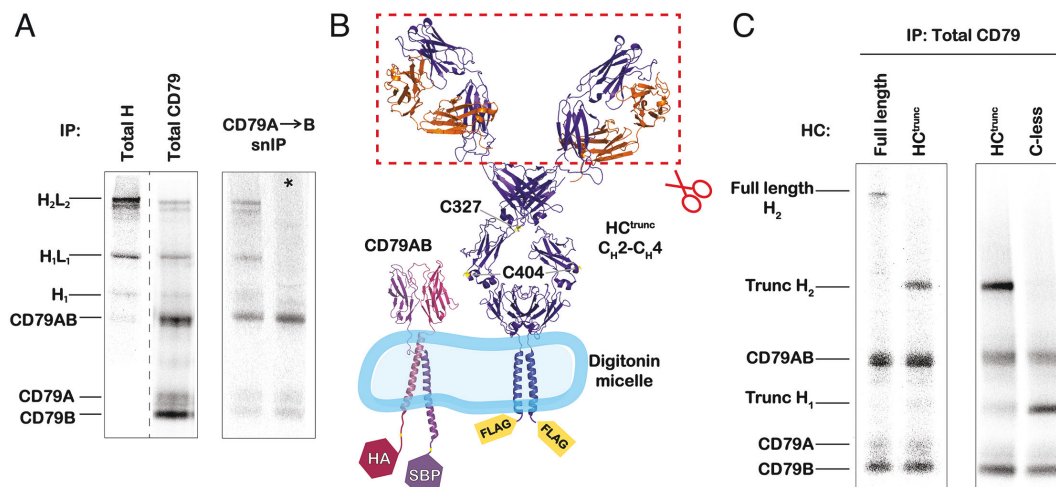 A
IP:
Total H
Total CD79
CD79A→B
snIP
*
H₂L₂
H₁L₁
H₁
CD79AB
CD79A
CD79B
B
C327
HCᵗʳᵘⁿᶜ
C_H2-C_H4
CD79AB
C404
Digitonin
micelle
FLAG
FLAG
HA
SBP
C
IP: Total CD79
HC:
Full length
HCᵗʳᵘⁿᶜ
HCᵗʳᵘⁿᶜ
C-less
Full length
H₂
Trunc H₂
CD79AB
Trunc H₁
CD79A
CD79B